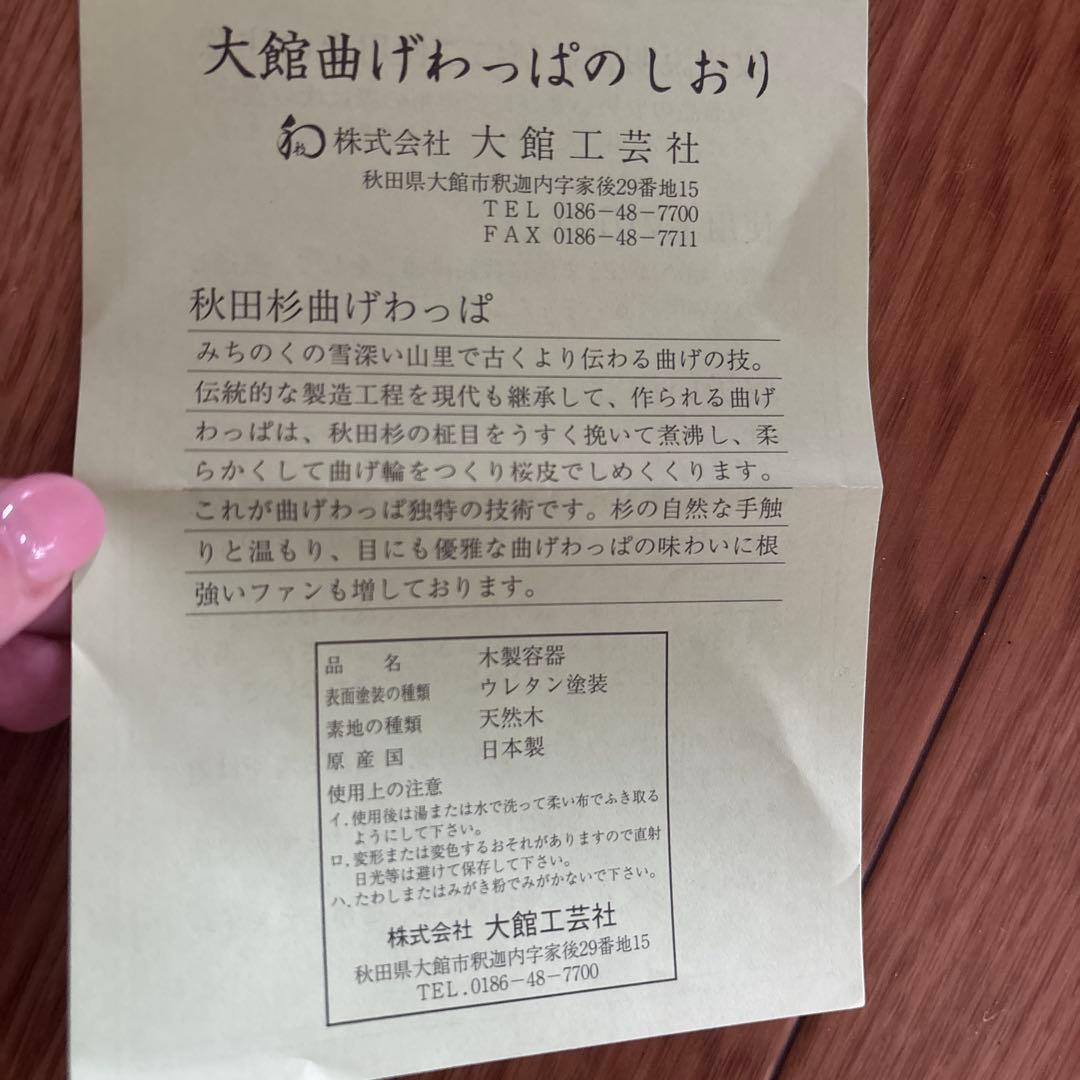 大館曲げわっぱのしおり
株式会社 大館工芸社
秋田県大館市釈迦内字家後29番地15
TEL 0186-48-7700
FAX 0186-48-7711
秋田杉曲げわっぱ
みちのくの雪深い山里で古くより伝わる曲げの技。
伝統的な製造工程を現代も継承して、作られる曲げ
わっぱは、秋田杉の柾目をうすく挽いて煮沸し、柔
らかくして曲げ輪をつくり桜皮でしめくくります。
これが曲げわっぱ独特の技術です。杉の自然な手触
りと温もり、目にも優雅な曲げわっぱの味わいに根
強いファンも増しております。
品名 木製容器
表面塗装の種類 ウレタン塗装
素地の種類 天然木
原産国 日本製
使用上の注意
イ.使用後は湯または水で洗って柔い布でふき取る
ようにして下さい。
ロ.変形または変色するおそれがありますので直射
日光等は避けて保存して下さい。
ハ.たわしまたはみがき粉でみがかないで下さい。
株式会社 大館工芸社
秋田県大館市釈迦内字家後29番地15
TEL.0186-48-7700